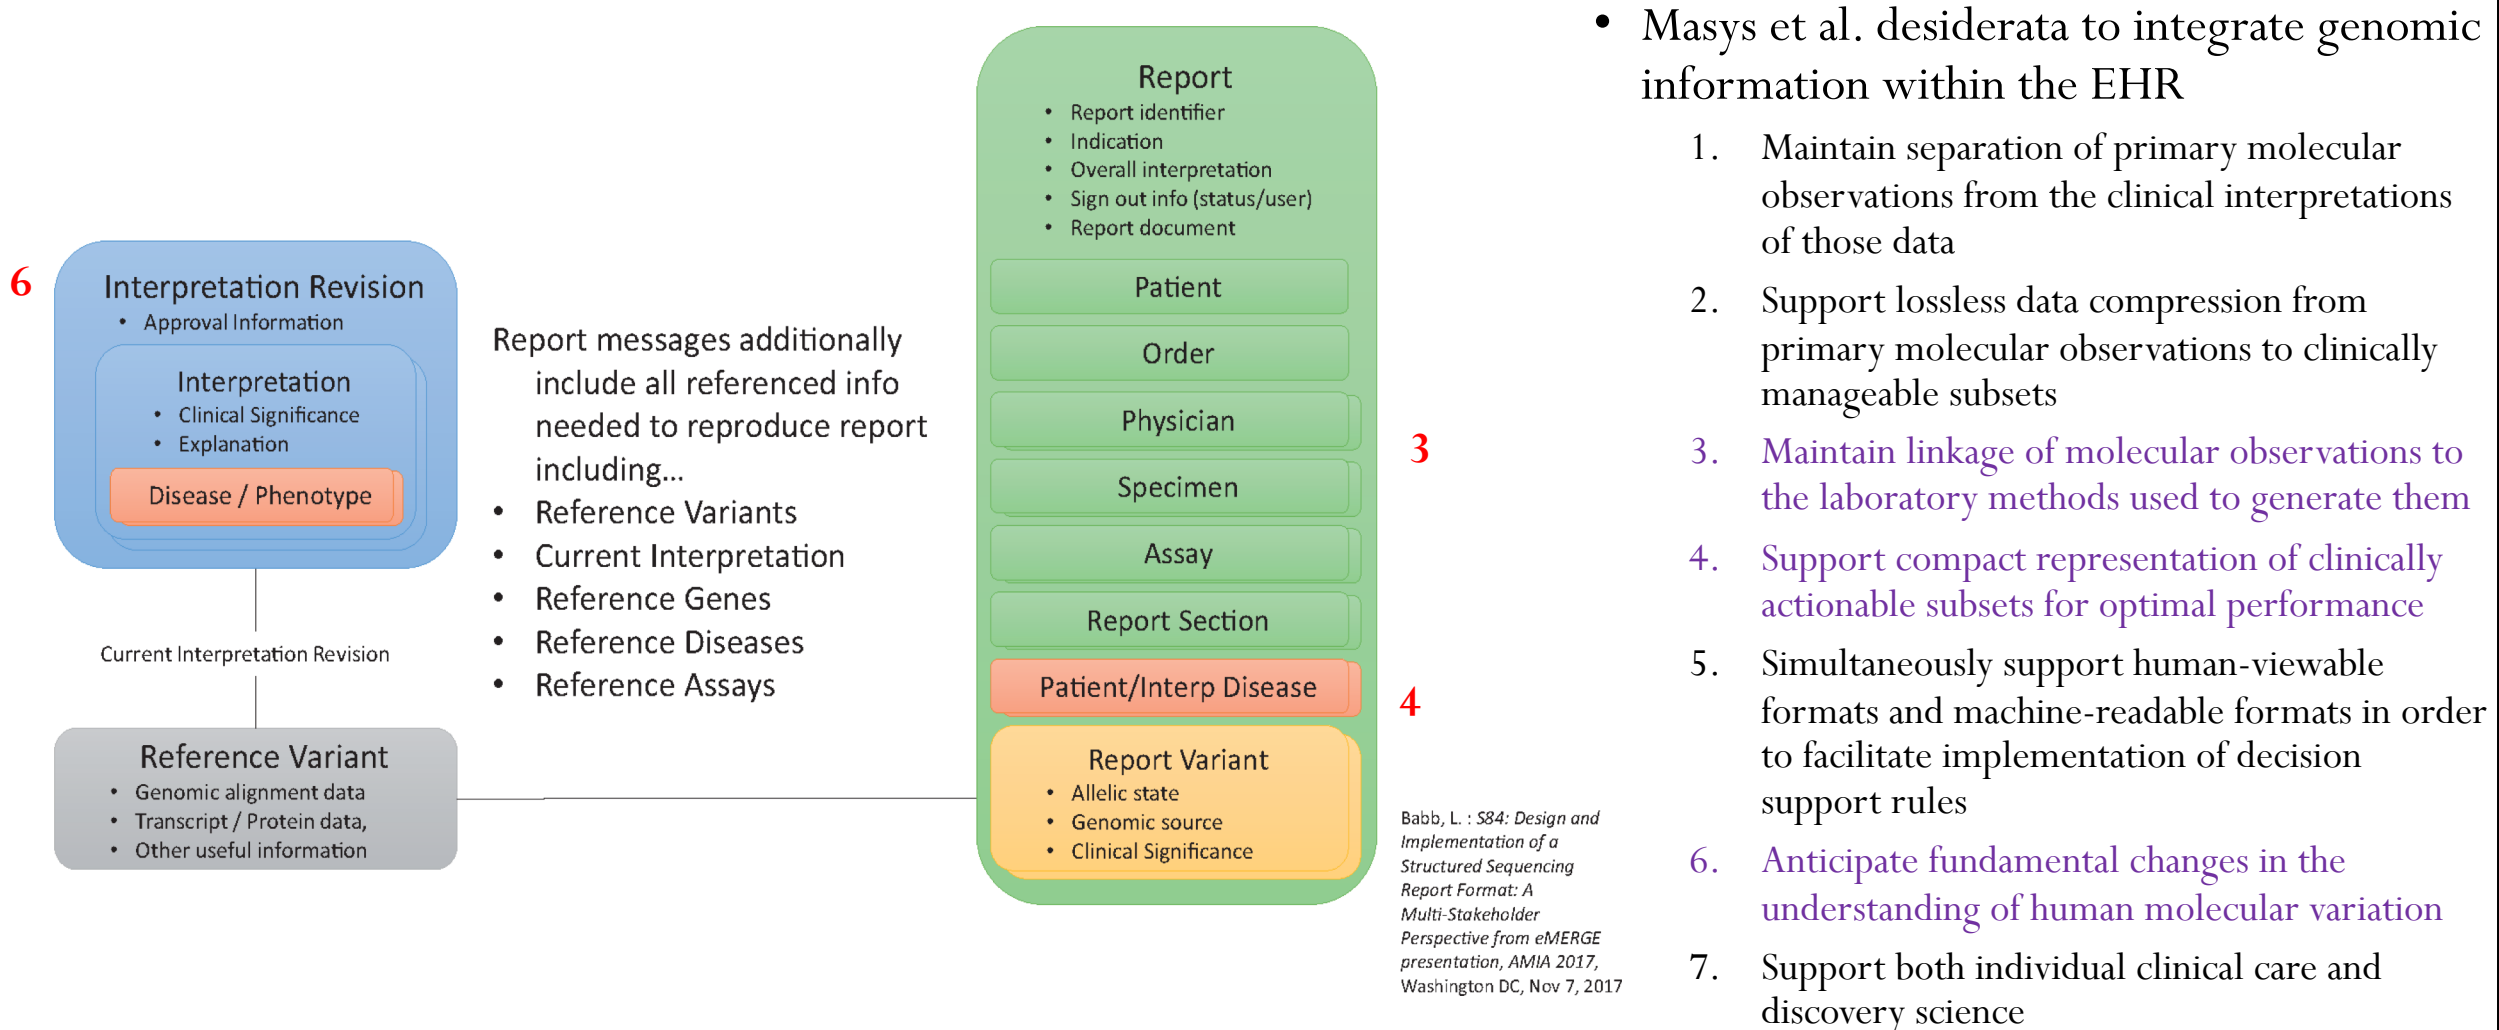 6
Interpretation Revision
• Approval Information
Interpretation
• Clinical Significance
• Explanation
Disease / Phenotype
Current Interpretation Revision
Reference Variant
• Genomic alignment data
• Transcript / Protein data,
• Other useful information
Report messages additionally
include all referenced info
needed to reproduce report
including...
• Reference Variants
• Current Interpretation
• Reference Genes
• Reference Diseases
• Reference Assays
Report
• Report identifier
• Indication
• Overall interpretation
• Sign out info (status/user)
• Report document
Patient
Order
Physician
Specimen
Assay
Report Section
Patient/Interp Disease
Report Variant
• Allelic state
• Genomic source
• Clinical Significance
3
4
Babb, L. : S84: Design and
Implementation of a
Structured Sequencing
Report Format: A
Multi-Stakeholder
Perspective from eMERGE
presentation, AMIA 2017,
Washington DC, Nov 7, 2017
• Masys et al. desiderata to integrate genomic
information within the EHR
1. Maintain separation of primary molecular
observations from the clinical interpretations
of those data
2. Support lossless data compression from
primary molecular observations to clinically
manageable subsets
3. Maintain linkage of molecular observations to
the laboratory methods used to generate them
4. Support compact representation of clinically
actionable subsets for optimal performance
5. Simultaneously support human-viewable
formats and machine-readable formats in order
to facilitate implementation of decision
support rules
6. Anticipate fundamental changes in the
understanding of human molecular variation
7. Support both individual clinical care and
discovery science